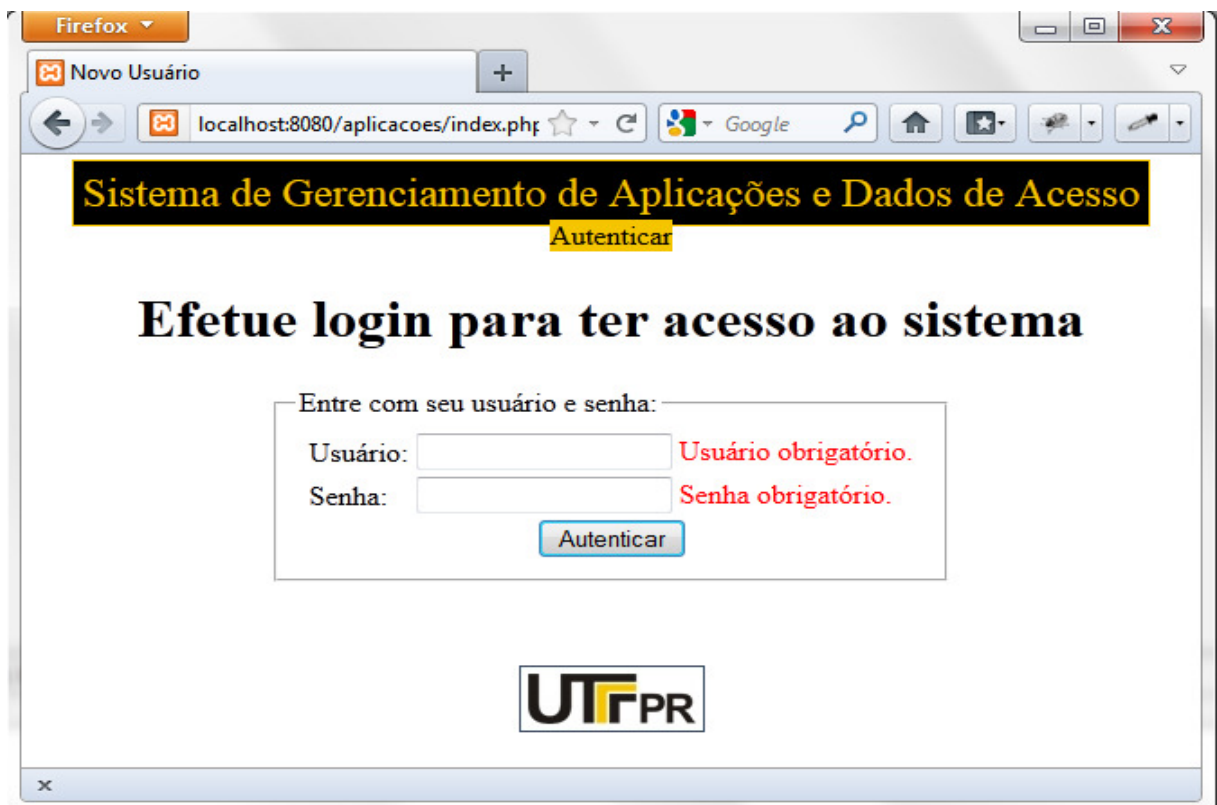 Firefox
Novo Usuário
localhost:8080/aplicacoes/index.php
Google
Sistema de Gerenciamento de Aplicações e Dados de Acesso
Autenticar
Efetue login para ter acesso ao sistema
Entre com seu usuário e senha:
Usuário: Usuário obrigatório.
Senha: Senha obrigatório.
Autenticar
UTFPR